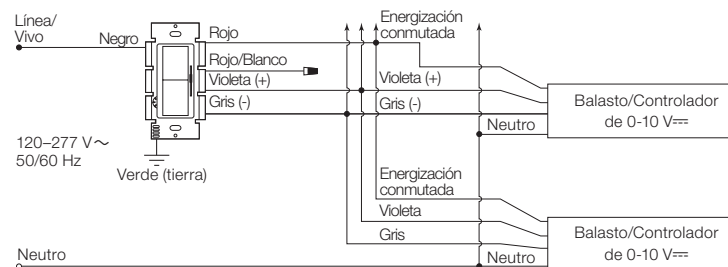 Línea/
Vivo
Negro
Rojo
Rojo/Blanco
Violeta (+)
Gris (-)
120–277 V~
50/60 Hz
Verde (tierra)
Energización
conmutada
Violeta (+)
Gris (-)
Neutro
Balasto/Controlador
de 0-10 V⎓
Energización
conmutada
Violeta
Gris
Neutro
Balasto/Controlador
de 0-10 V⎓
Neutro